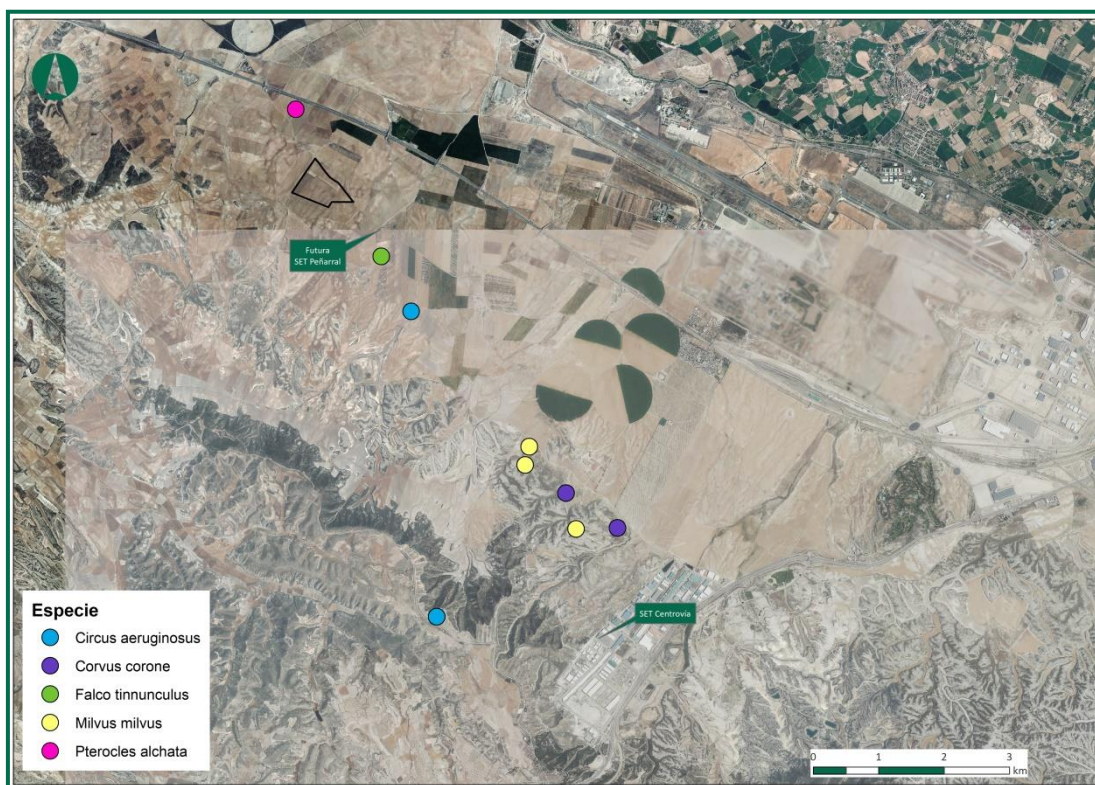 Futura
SET Peñarral
SET Centrovía
Especie
Circus aeruginosus
Corvus corone
Falco tinnunculus
Milvus milvus
Pterocles alchata
0 1 2 3
km